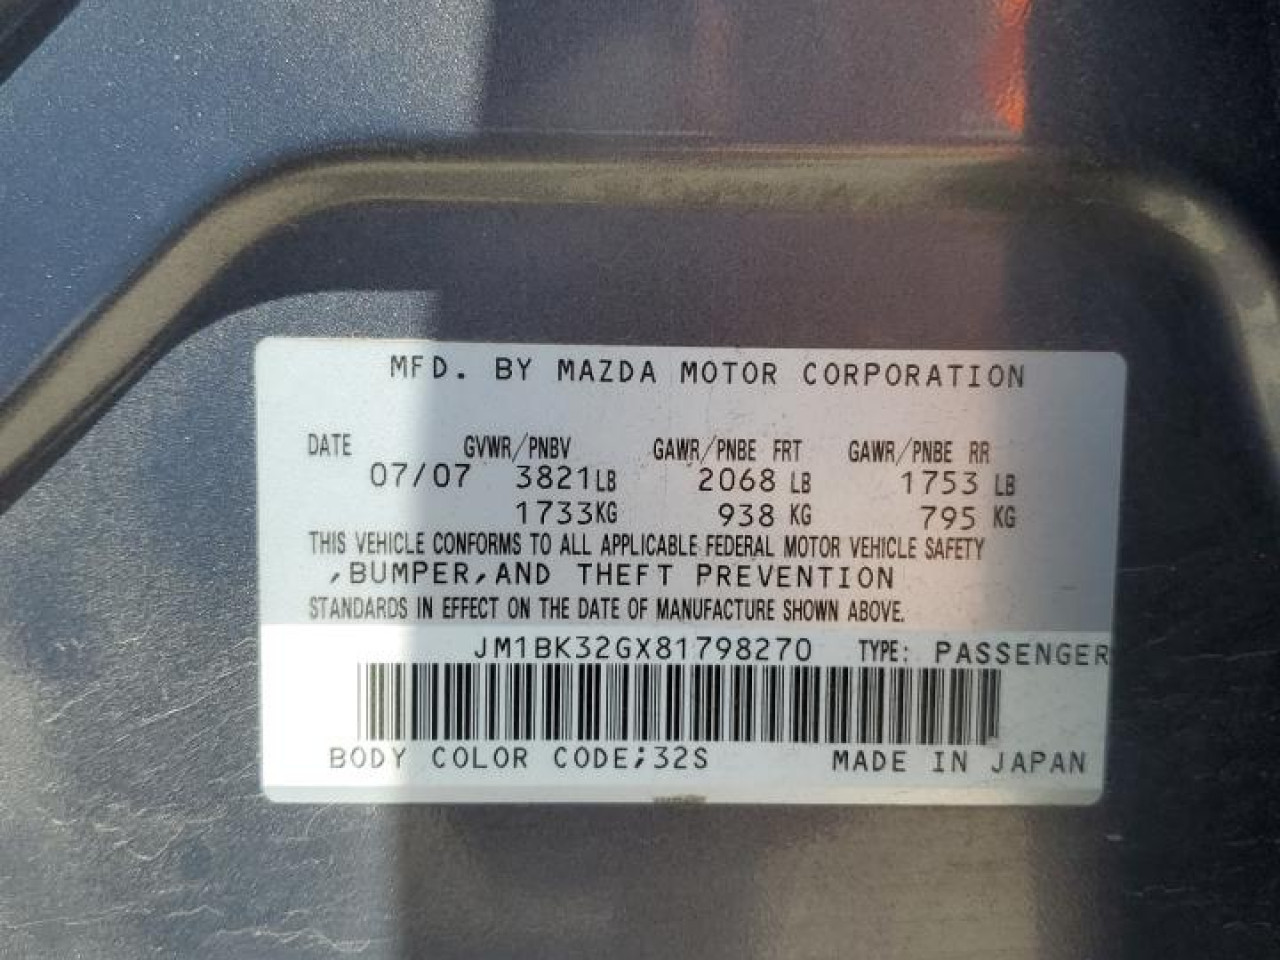 MFD. BY MAZDA MOTOR CORPORATION
DATE GVWR/PNBV GAWR/PNBE FRT GAWR/PNBE RR
07/07 3821LB 2068 LB 1753 LB
1733KG 938 KG 795 KG
THIS VEHICLE CONFORMS TO ALL APPLICABLE FEDERAL MOTOR VEHICLE SAFETY
,BUMPER,AND THEFT PREVENTION
STANDARDS IN EFFECT ON THE DATE OF MANUFACTURE SHOWN ABOVE.
JM1BK32GX81798270 TYPE: PASSENGER
BODY COLOR CODE;32S MADE IN JAPAN